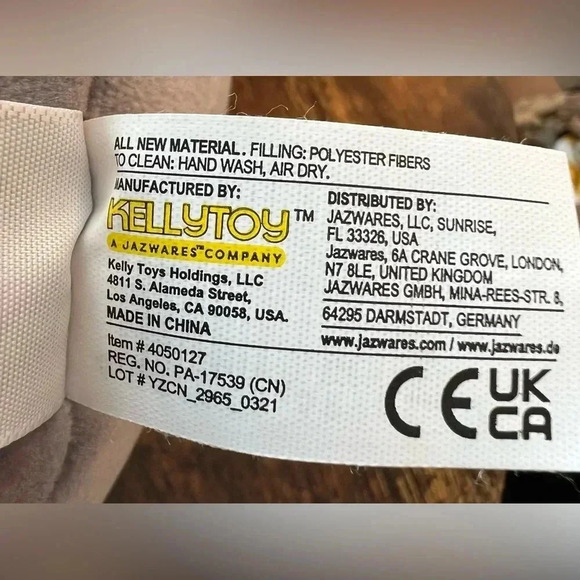 ALL NEW MATERIAL. FILLING: POLYESTER FIBERS
TO CLEAN: HAND WASH, AIR DRY.
MANUFACTURED BY:
KELLYTOY™
A JAZWARES™ COMPANY
Kelly Toys Holdings, LLC
4811 S. Alameda Street,
Los Angeles, CA 90058, USA.
MADE IN CHINA
Item # 4050127
REG. NO. PA-17539 (CN)
LOT # YZCN_2965_0321
DISTRIBUTED BY:
JAZWARES, LLC, SUNRISE,
FL 33326, USA
Jazwares, 6A CRANE GROVE, LONDON,
N7 8LE, UNITED KINGDOM
JAZWARES GMBH, MINA-REES-STR. 8,
64295 DARMSTADT, GERMANY
www.jazwares.com / www.jazwares.de
CE UK
CA